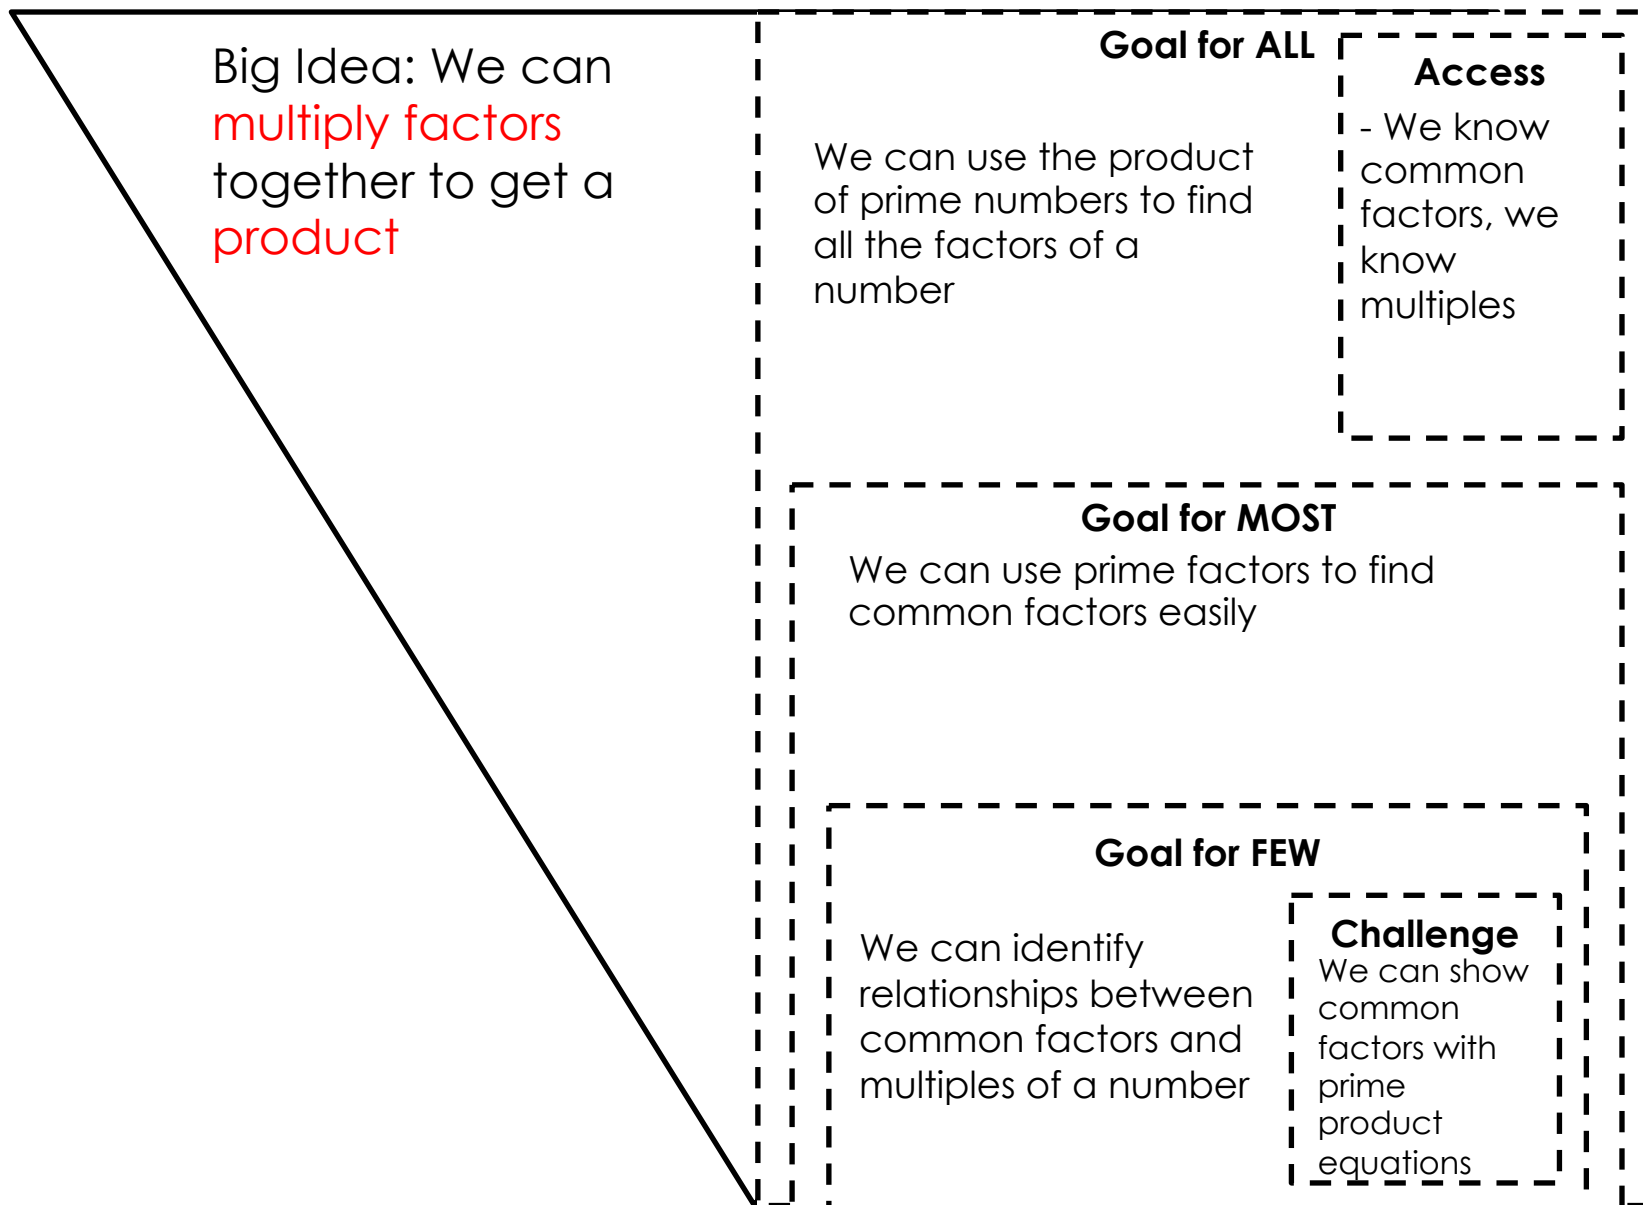 Big Idea: We can
multiply factors
together to get a
product
Goal for ALL
We can use the product
of prime numbers to find
all the factors of a
number
Access
- We know
common
factors, we
know
multiples
Goal for MOST
We can use prime factors to find
common factors easily
Goal for FEW
We can identify
relationships between
common factors and
multiples of a number
Challenge
We can show
common
factors with
prime
product
equations